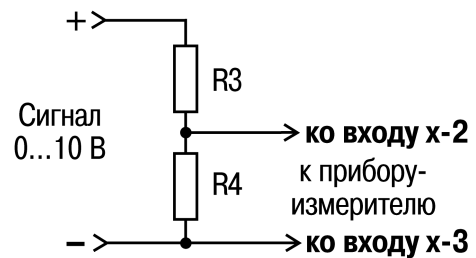 +
R3
Сигнал
0...10 В
ко входу х-2
R4
к прибору-
измерителю
–
ко входу х-3